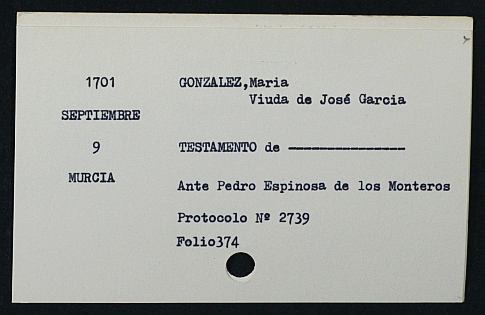 1701
GONZALEZ,Maria
Viuda de José Garcia
SEPTIEMBRE
9
TESTAMENTO de ---------------
MURCIA
Ante Pedro Espinosa de los Monteros
Protocolo Nº 2739
Folio374